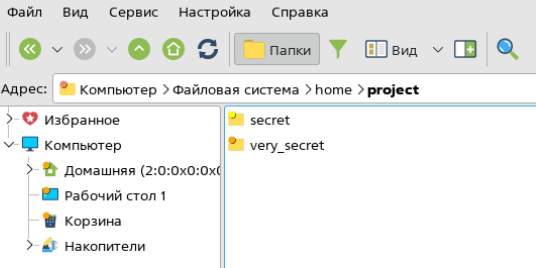 Файл Вид Сервис Настройка Справка
Папки Вид
Адрес: Компьютер Файловая система home project
Избранное
Компьютер
Домашняя (2:0:0x0:0x0
Рабочий стол 1
Корзина
Накопители
secret
very_secret